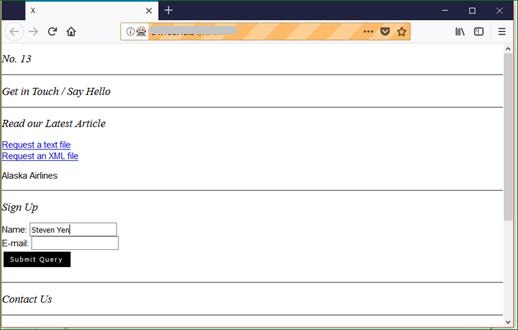 X
No. 13
Get in Touch / Say Hello
Read our Latest Article
Request a text file
Request an XML file
Alaska Airlines
Sign Up
Name: Steven Yen
E-mail:
Submit Query
Contact Us